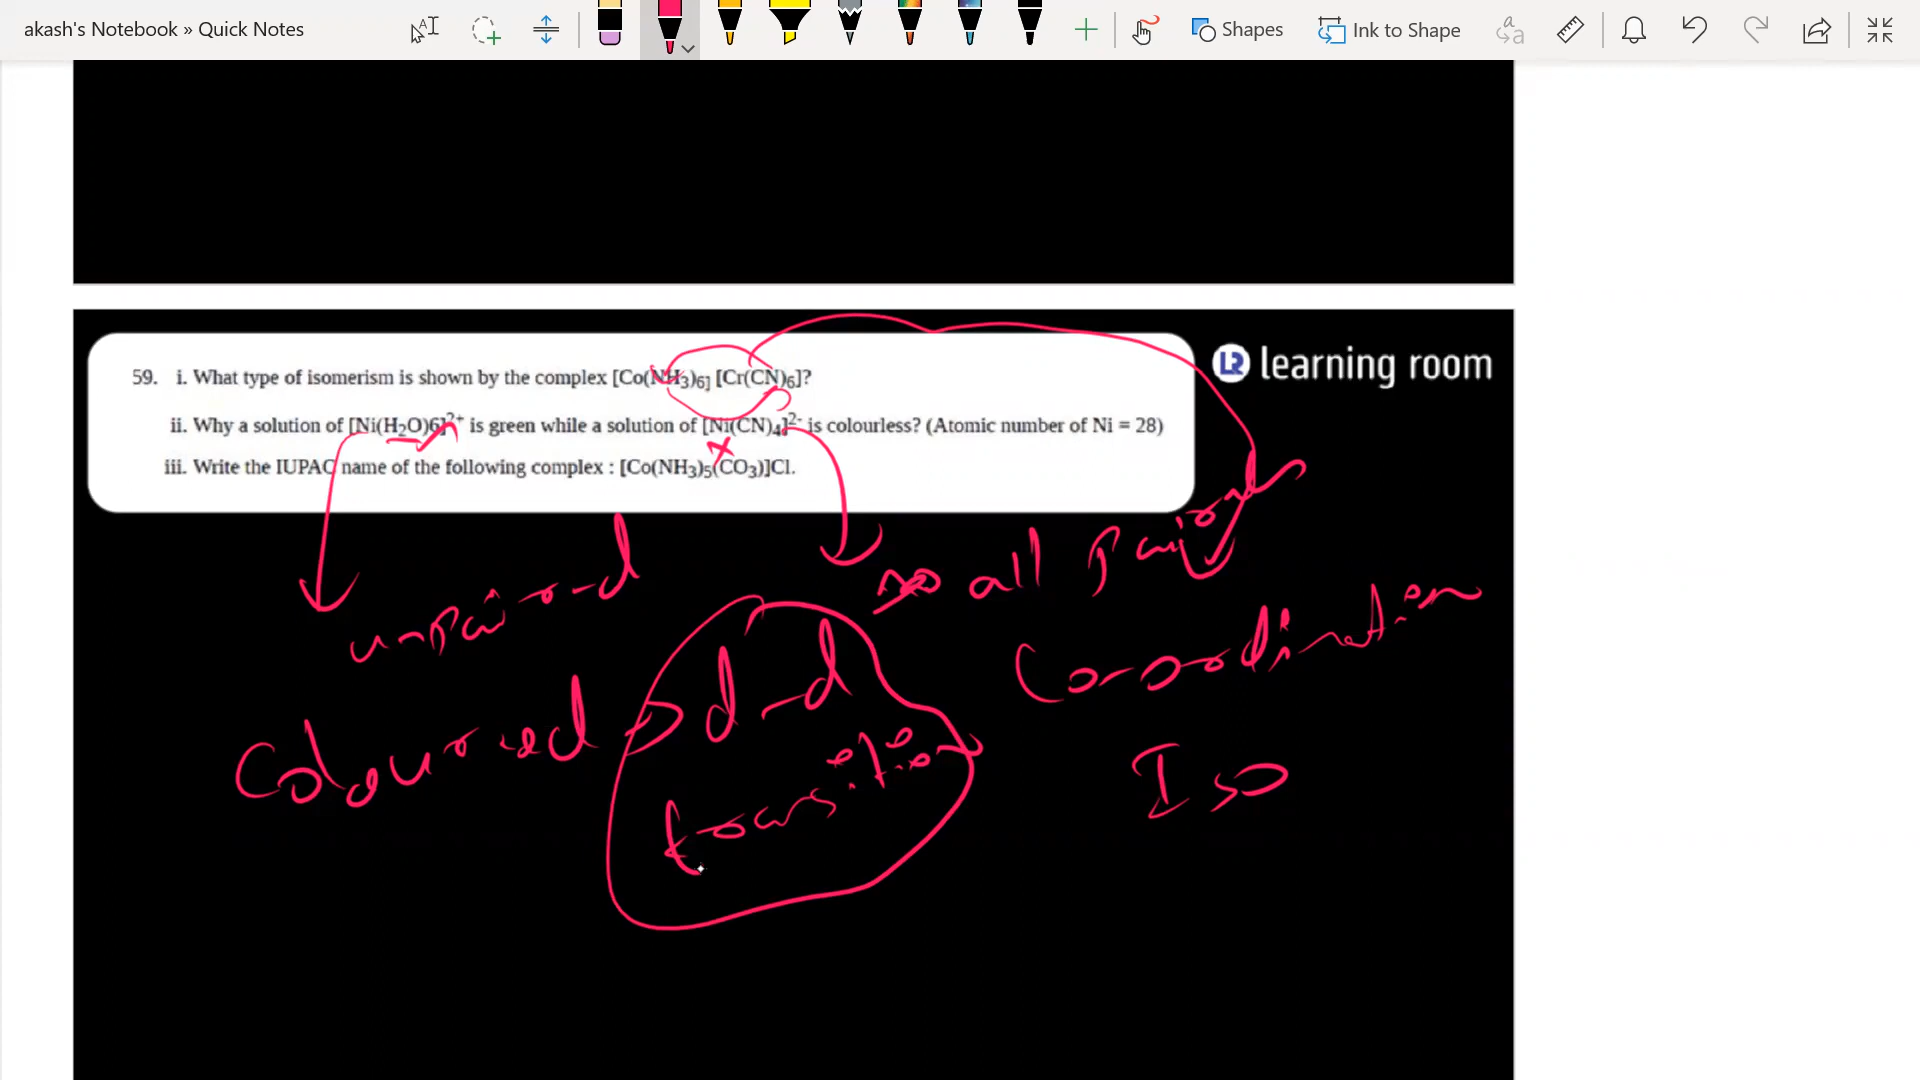 akash's Notebook » Quick Notes
Shapes
Ink to Shape
learning room
59. i. What type of isomerism is shown by the complex [Co(NH3)6] [Cr(CN)6]?
ii. Why a solution of [Ni(H2O)6]2+ is green while a solution of [Ni(CN)4]2- is colourless? (Atomic number of Ni = 28)
iii. Write the IUPAC name of the following complex : [Co(NH3)5(CO3)]Cl.
all paired
unpaired
Coordination
Coloured d-d
transition
Iso